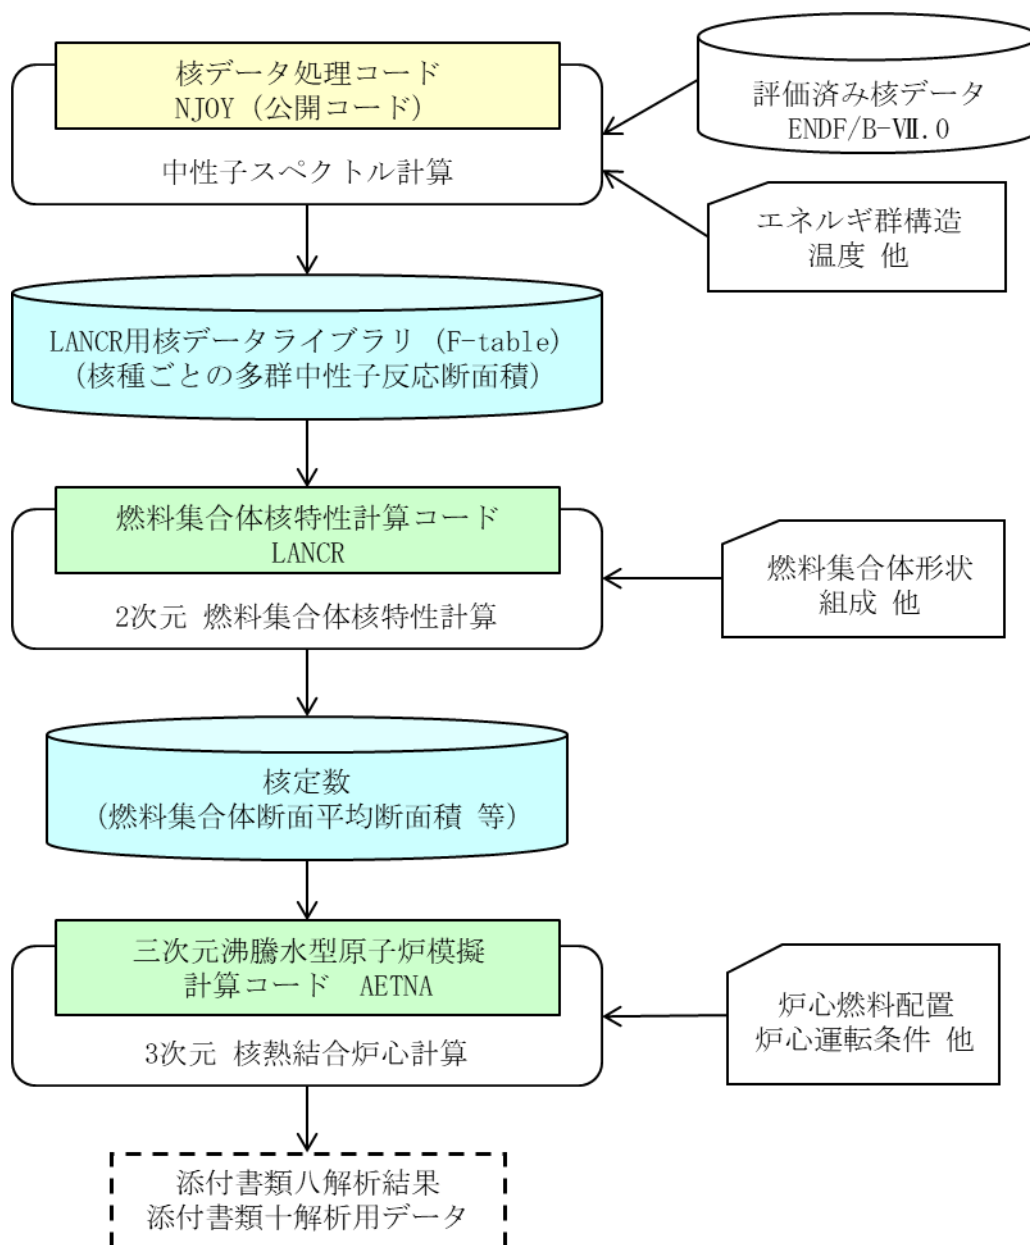 核データ処理コード
NJOY (公開コード)
中性子スペクトル計算
評価済み核データ
ENDF/B-Ⅶ.0
エネルギ群構造
温度 他
LANCR用核データライブラリ (F-table)
(核種ごとの多群中性子反応断面積)
燃料集合体核特性計算コード
LANCR
2次元 燃料集合体核特性計算
燃料集合体形状
組成 他
核定数
(燃料集合体断面平均断面積 等)
三次元沸騰水型原子炉模擬
計算コード AETNA
3次元 核熱結合炉心計算
炉心燃料配置
炉心運転条件 他
添付書類八解析結果
添付書類十解析用データ